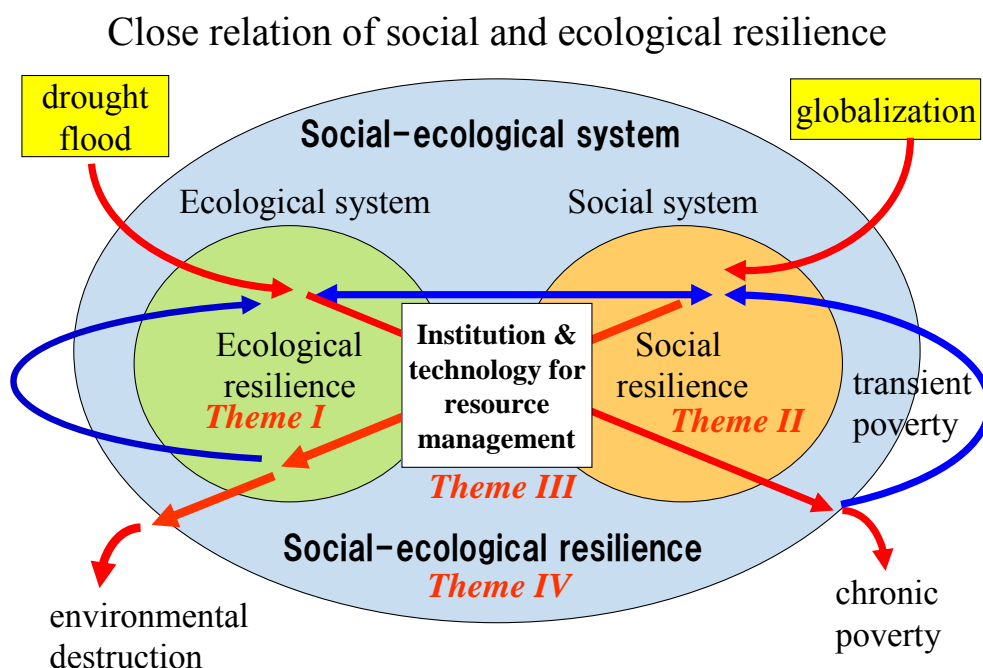 Close relation of social and ecological resilience
drought
flood
globalization
Social-ecological system
Ecological system
Social system
Ecological
resilience
Theme I
Institution &
technology for
resource
management
Social
resilience
Theme II
transient
poverty
Theme III
Social-ecological resilience
Theme IV
environmental
destruction
chronic
poverty